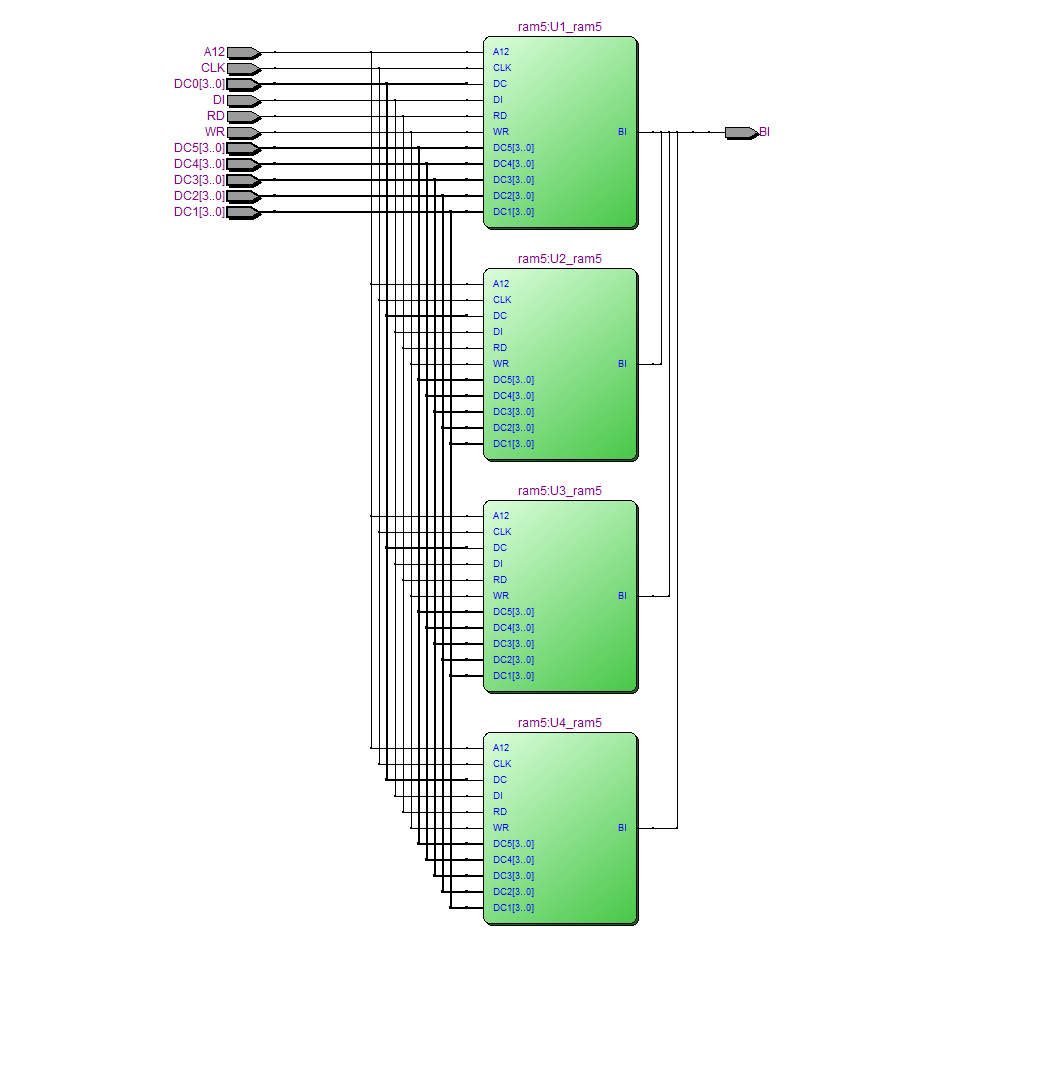 A12
CLK
DC0[3..0]
DI
RD
WR
DC5[3..0]
DC4[3..0]
DC3[3..0]
DC2[3..0]
DC1[3..0]
ram5:U1_ram5
A12
CLK
DC
DI
RD
WR BI
DC5[3..0]
DC4[3..0]
DC3[3..0]
DC2[3..0]
DC1[3..0]
BI
ram5:U2_ram5
A12
CLK
DC
DI
RD
WR BI
DC5[3..0]
DC4[3..0]
DC3[3..0]
DC2[3..0]
DC1[3..0]
ram5:U3_ram5
A12
CLK
DC
DI
RD
WR BI
DC5[3..0]
DC4[3..0]
DC3[3..0]
DC2[3..0]
DC1[3..0]
ram5:U4_ram5
A12
CLK
DC
DI
RD
WR BI
DC5[3..0]
DC4[3..0]
DC3[3..0]
DC2[3..0]
DC1[3..0]